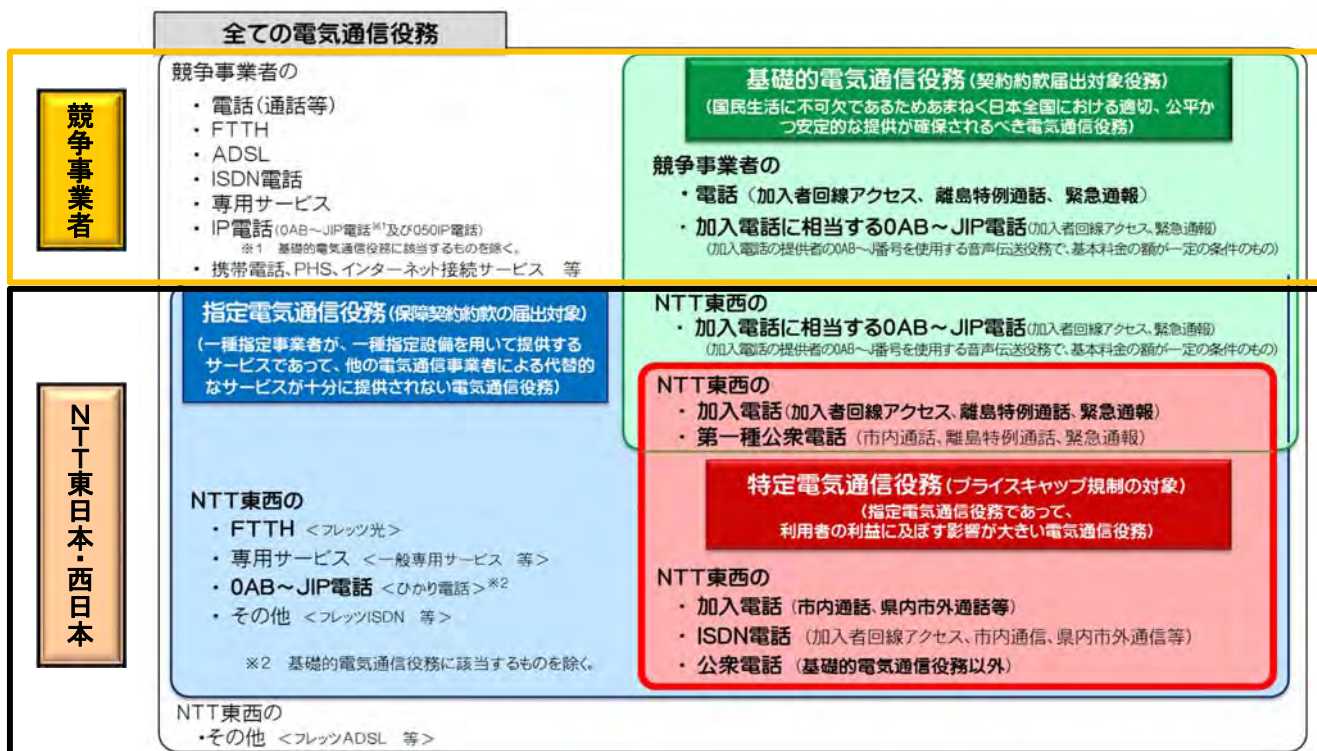 全ての電気通信役務
競争事業者
競争事業者の
・ 電話(通話等)
・ FTTH
・ ADSL
・ ISDN電話
・ 専用サービス
・ IP電話(0AB~JIP電話※1及び050IP電話)
※1 基礎的電気通信役務に該当するものを除く。
・ 携帯電話、PHS、インターネット接続サービス 等
基礎的電気通信役務(契約約款届出対象役務)
(国民生活に不可欠であるためあまねく日本全国における適切、公平か
つ安定的な提供が確保されるべき電気通信役務)
競争事業者の
・電話(加入者回線アクセス、離島特例通話、緊急通報)
・加入電話に相当する0AB~JIP電話(加入者回線アクセス、緊急通報)
(加入電話の提供者の0AB~J番号を使用する音声伝送役務で、基本料金の額が一定の条件のもの)
NTT東日本・西日本
指定電気通信役務(保障契約約款の届出対象)
(一種指定事業者が、一種指定設備を用いて提供する
サービスであって、他の電気通信事業者による代替的
なサービスが十分に提供されない電気通信役務)
NTT東西の
・ FTTH <フレッツ光>
・ 専用サービス <一般専用サービス 等>
・ 0AB~JIP電話 <ひかり電話>※2
・ その他 <フレッツISDN 等>
※2 基礎的電気通信役務に該当するものを除く。
NTT東西の
・加入電話に相当する0AB~JIP電話(加入者回線アクセス、緊急通報)
(加入電話の提供者の0AB~J番号を使用する音声伝送役務で、基本料金の額が一定の条件のもの)
NTT東西の
・ 加入電話(加入者回線アクセス、離島特例通話、緊急通報)
・ 第一種公衆電話(市内通話、離島特例通話、緊急通報)
特定電気通信役務(プライスキャップ規制の対象)
(指定電気通信役務であって、
利用者の利益に及ぼす影響が大きい電気通信役務)
NTT東西の
・ 加入電話(市内通話、県内市外通話等)
・ ISDN電話(加入者回線アクセス、市内通信、県内市外通信等)
・ 公衆電話(基礎的電気通信役務以外)
NTT東西の
・その他 <フレッツADSL 等>